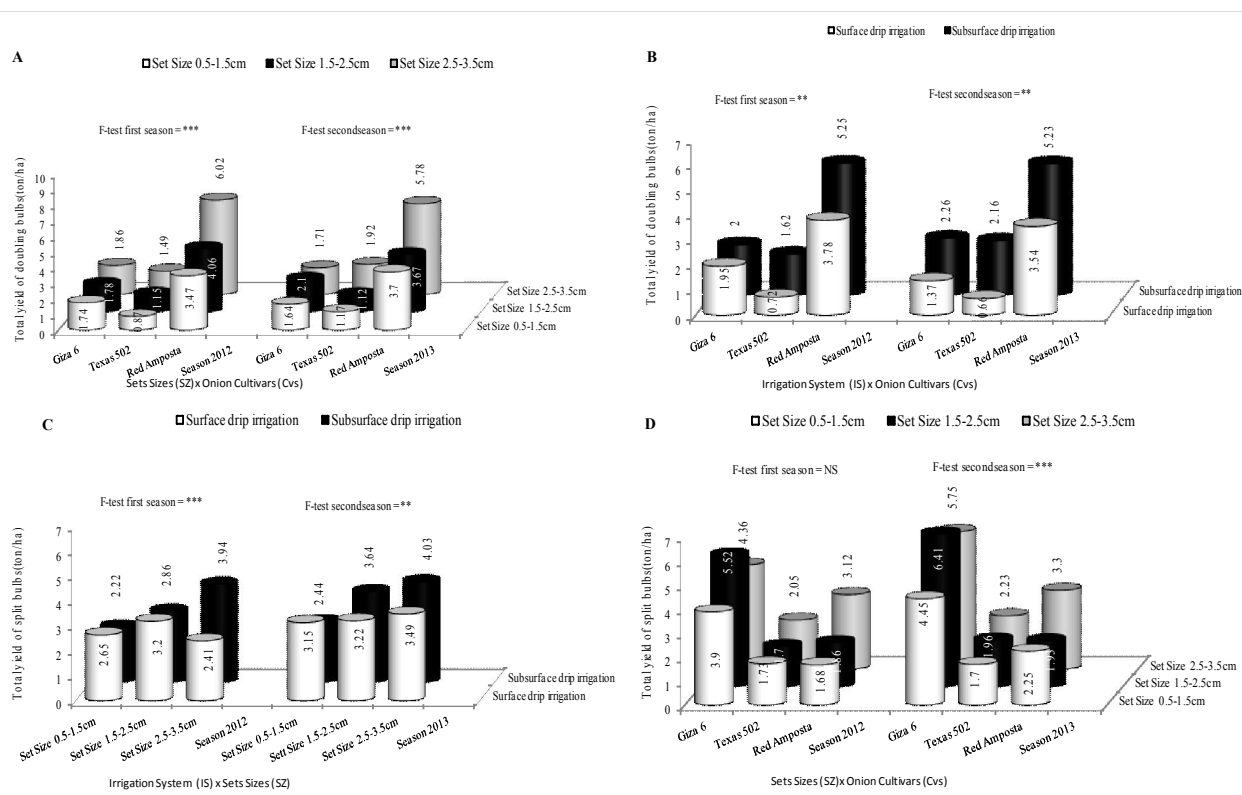 A
Set Size 0.5-1.5cm Set Size 1.5-2.5cm Set Size 2.5-3.5cm
F-test first season = *** F-test secondseason = ***
Total yield of doubling bulbs(ton/ha)
10
9
8
7
6
5
4
3
2
1
0
1.74 0.87 3.47 1.64 1.17 3.7
1.78 1.15 4.06 2.1 1.12 3.67
1.86 1.49 6.02 1.71 1.92 5.78
Set Size 2.5-3.5cm
Set Size 1.5-2.5cm
Set Size 0.5-1.5cm
Giza 6 Texas 502 Red Amposta Season 2012 Giza 6 Texas 502 Red Amposta Season 2013
Sets Sizes (SZ)x Onion Cultivars (Cvs)
B
Surface drip irrigation Subsurface drip irrigation
F-test first season = ** F-test secondseason = **
Total yield of doubling bulbs(ton/ha)
7
6
5
4
3
2
1
0
1.95 0.72 3.78 1.37 0.66 3.54
2 1.62 5.25 2.26 2.16 5.23
Subsurface drip irrigation
Surface drip irrigation
Giza 6 Texas 502 Red Amposta Season 2012 Giza 6 Texas 502 Red Amposta Season 2013
Irrigation System (IS)x Onion Cultivars (Cvs)
C
Surface drip irrigation Subsurface drip irrigation
F-test first season = *** F-test secondseason = **
Total yield of split bulbs(ton/ha)
7
6
5
4
3
2
1
0
2.65 3.2 2.41 3.15 3.22 3.49
2.22 2.86 3.94 2.44 3.64 4.03
Subsurface drip irrigation
Surface drip irrigation
Set Size 0.5-1.5cm Set Size 1.5-2.5cm Set Size 2.5-3.5cm Season 2012 Set Size 0.5-1.5cm Sett Size 1.5-2.5cm Set Size 2.5-3.5cm Season 2013
Irrigation System (IS)x Sets Sizes (SZ)
D
Set Size 0.5-1.5cm Set Size 1.5-2.5cm Set Size 2.5-3.5cm
F-test first season = NS F-test secondseason = ***
Total yield of split bulbs(ton/ha)
7
6
5
4
3
2
1
0
3.9 1.73 1.68 4.45 1.7 2.25
5.52 1.86 6.41 1.96 1.93
4.36 2.05 3.12 5.75 2.23 3.3
Set Size 2.5-3.5cm
Set Size 1.5-2.5cm
Set Size 0.5-1.5cm
Giza 6 Texas 502 Red Amposta Season 2012 Giza 6 Texas 502 Red Amposta Season 2013
Sets Sizes (SZ)x Onion Cultivars (Cvs)